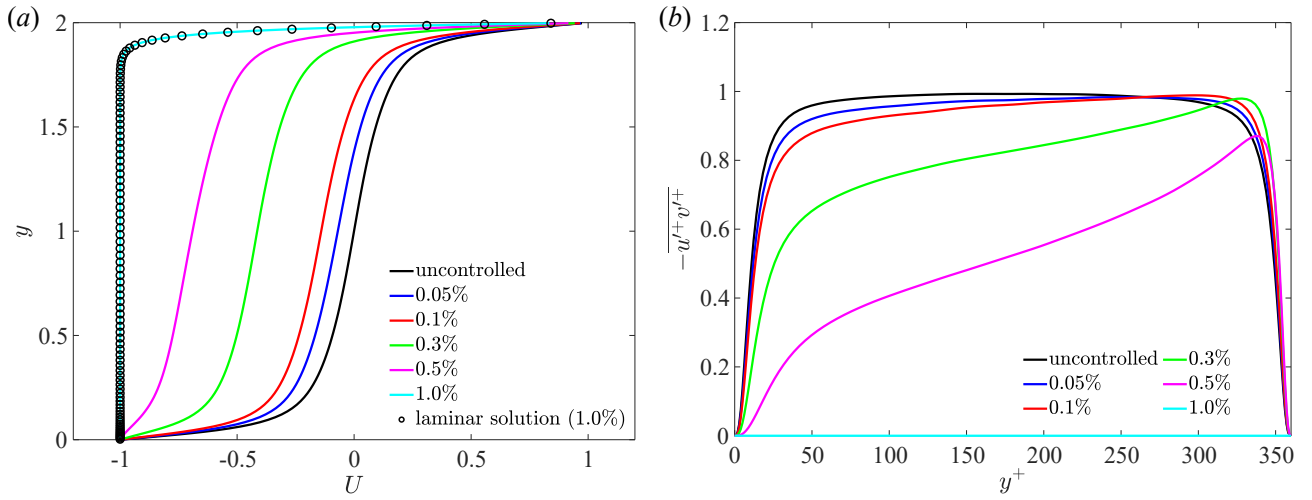 (a)
2
1.5
1
0.5
0
y
-1 -0.5 0 0.5 1
U
uncontrolled
0.05%
0.1%
0.3%
0.5%
1.0%
laminar solution (1.0%)
(b)
1.2
1
0.8
0.6
0.4
0.2
0
−u′⁺v′⁺
0 50 100 150 200 250 300 350
y⁺
uncontrolled 0.3%
0.05% 0.5%
0.1% 1.0%